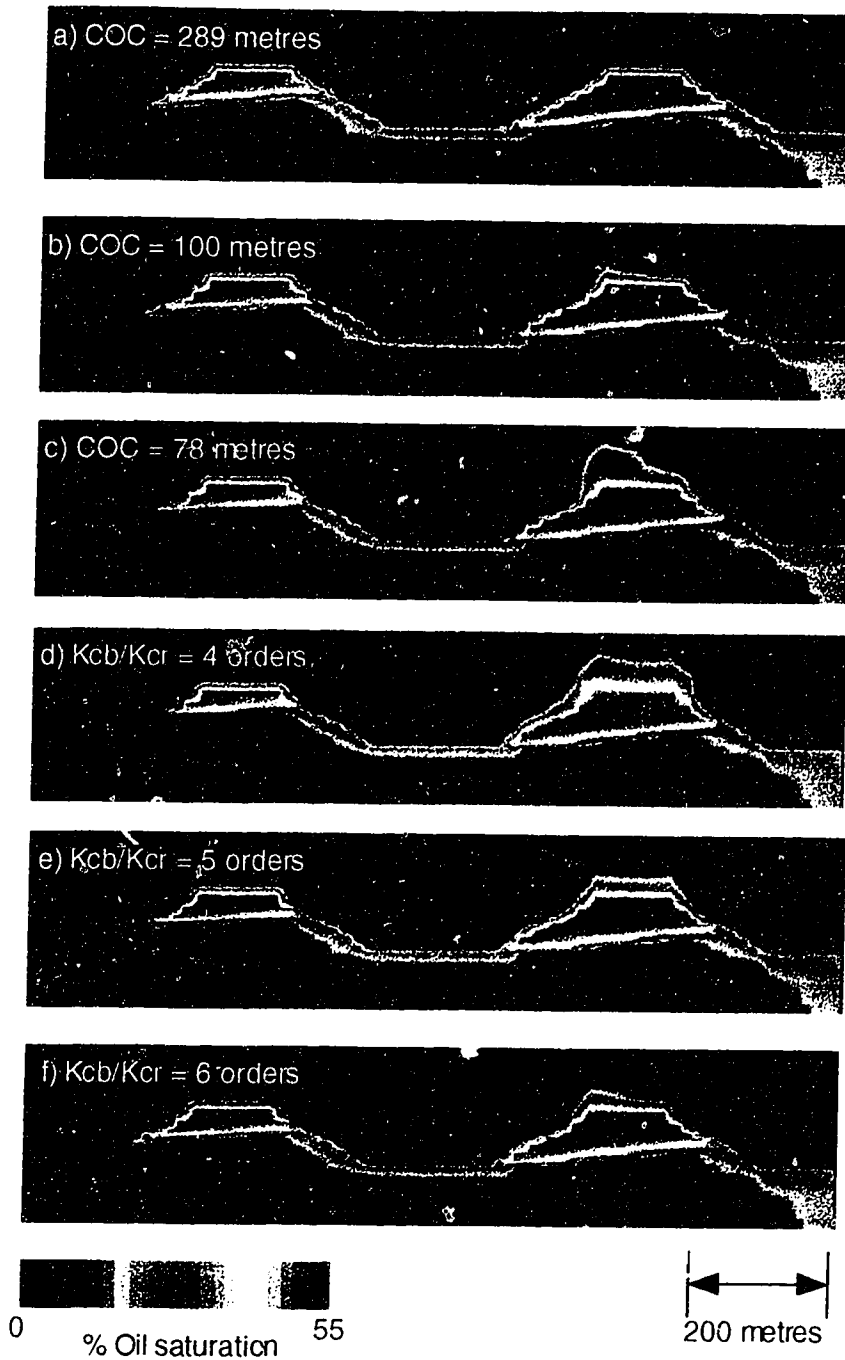 a) COC = 289 metres
b) COC = 100 metres
c) COC = 78 metres
d) Kcb/Kcr = 4 orders
e) Kcb/Kcr = 5 orders
f) Kcb/Kcr = 6 orders
0 55
% Oil saturation
200 metres